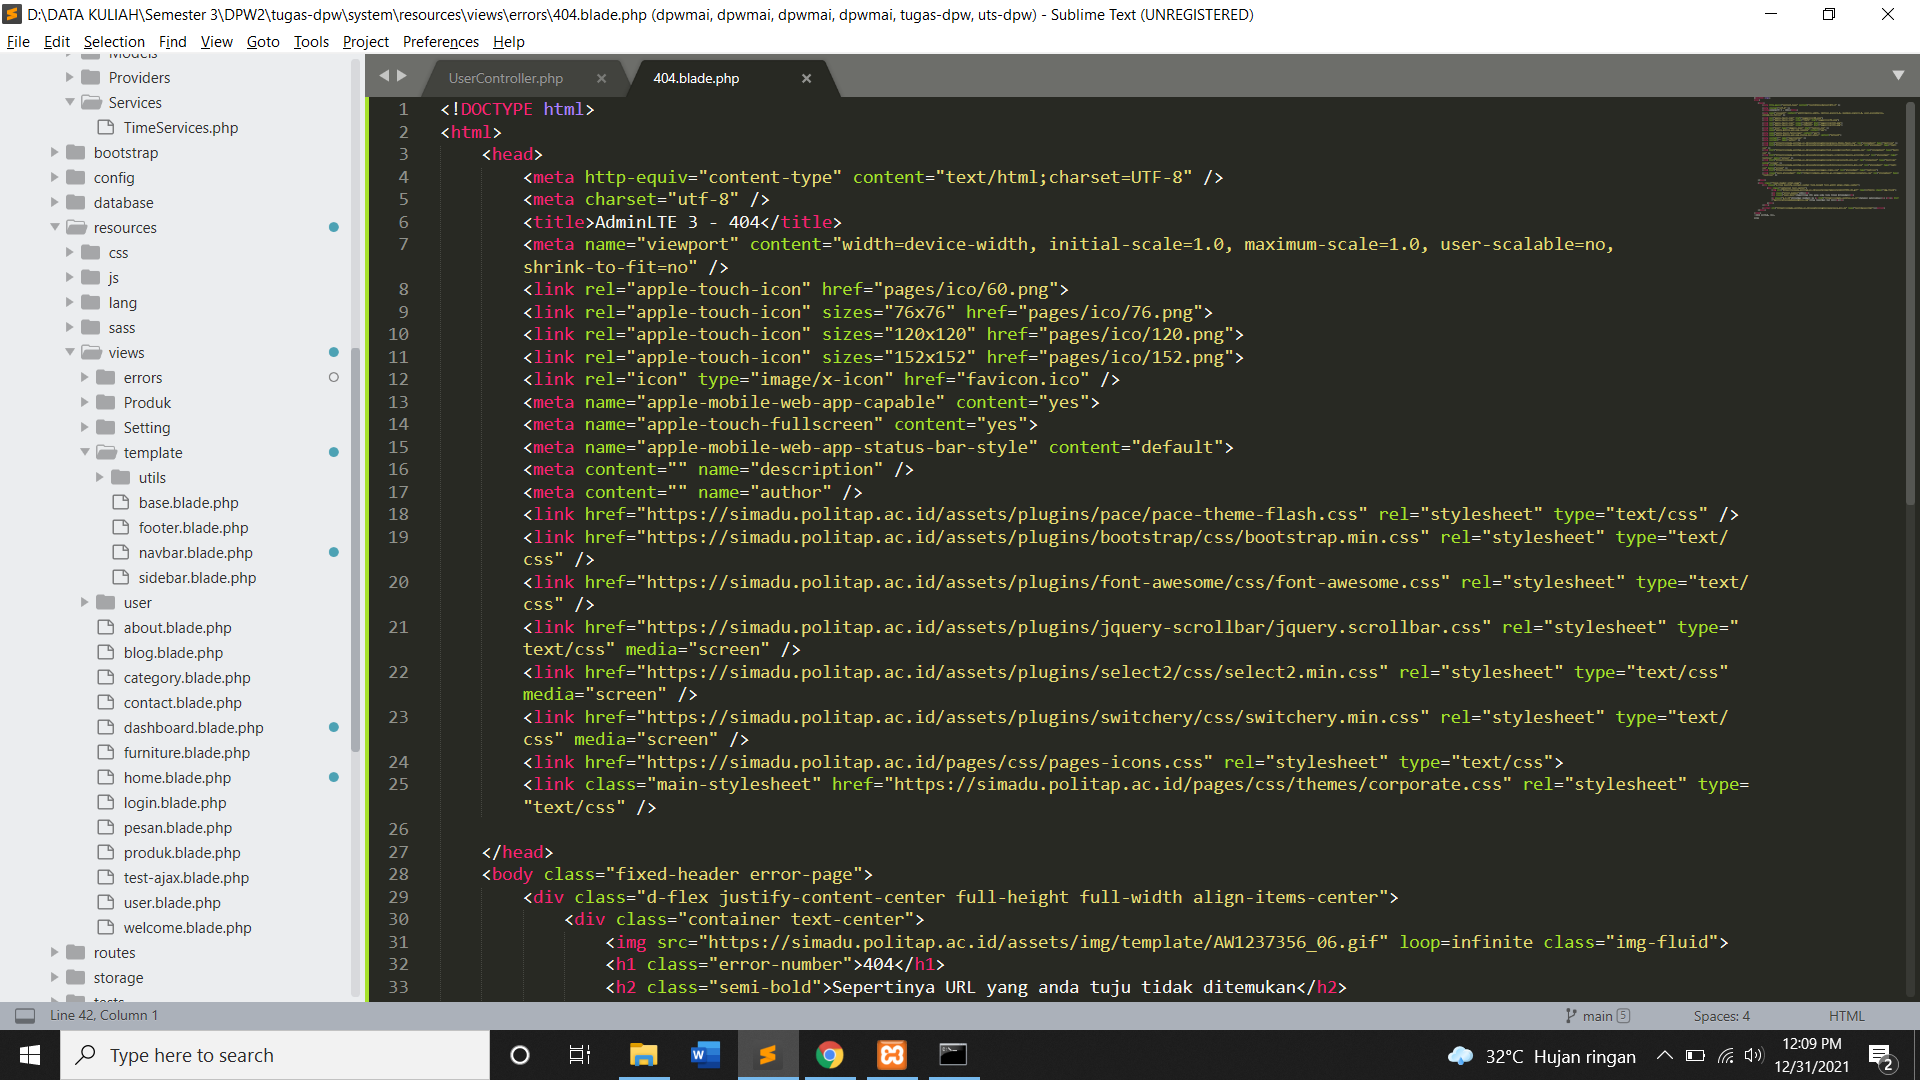 D:\DATA KULIAH\Semester 3\DPW2\tugas-dpw\system\resources\views\errors\404.blade.php (dpwmai, dpwmai, dpwmai, dpwmai, tugas-dpw, uts-dpw) - Sublime Text (UNREGISTERED)
File Edit Selection Find View Goto Tools Project Preferences Help
Models
Providers
Services
TimeServices.php
bootstrap
config
database
resources
css
js
lang
sass
views
errors
Produk
Setting
template
utils
base.blade.php
footer.blade.php
navbar.blade.php
sidebar.blade.php
user
about.blade.php
blog.blade.php
category.blade.php
contact.blade.php
dashboard.blade.php
furniture.blade.php
home.blade.php
login.blade.php
pesan.blade.php
produk.blade.php
test-ajax.blade.php
user.blade.php
welcome.blade.php
routes
storage
tests
UserController.php
404.blade.php
1 <!DOCTYPE html>
2 <html>
3 <head>
4 <meta http-equiv="content-type" content="text/html;charset=UTF-8" />
5 <meta charset="utf-8" />
6 <title>AdminLTE 3 - 404</title>
7 <meta name="viewport" content="width=device-width, initial-scale=1.0, maximum-scale=1.0, user-scalable=no,
shrink-to-fit=no" />
8 <link rel="apple-touch-icon" href="pages/ico/60.png">
9 <link rel="apple-touch-icon" sizes="76x76" href="pages/ico/76.png">
10 <link rel="apple-touch-icon" sizes="120x120" href="pages/ico/120.png">
11 <link rel="apple-touch-icon" sizes="152x152" href="pages/ico/152.png">
12 <link rel="icon" type="image/x-icon" href="favicon.ico" />
13 <meta name="apple-mobile-web-app-capable" content="yes">
14 <meta name="apple-touch-fullscreen" content="yes">
15 <meta name="apple-mobile-web-app-status-bar-style" content="default">
16 <meta content="" name="description" />
17 <meta content="" name="author" />
18 <link href="https://simadu.politap.ac.id/assets/plugins/pace/pace-theme-flash.css" rel="stylesheet" type="text/css" />
19 <link href="https://simadu.politap.ac.id/assets/plugins/bootstrap/css/bootstrap.min.css" rel="stylesheet" type="text/
css" />
20 <link href="https://simadu.politap.ac.id/assets/plugins/font-awesome/css/font-awesome.css" rel="stylesheet" type="text/
css" />
21 <link href="https://simadu.politap.ac.id/assets/plugins/jquery-scrollbar/jquery.scrollbar.css" rel="stylesheet" type="
text/css" media="screen" />
22 <link href="https://simadu.politap.ac.id/assets/plugins/select2/css/select2.min.css" rel="stylesheet" type="text/css"
media="screen" />
23 <link href="https://simadu.politap.ac.id/assets/plugins/switchery/css/switchery.min.css" rel="stylesheet" type="text/
css" media="screen" />
24 <link href="https://simadu.politap.ac.id/pages/css/pages-icons.css" rel="stylesheet" type="text/css">
25 <link class="main-stylesheet" href="https://simadu.politap.ac.id/pages/css/themes/corporate.css" rel="stylesheet" type=
"text/css" />
26
27 </head>
28 <body class="fixed-header error-page">
29 <div class="d-flex justify-content-center full-height full-width align-items-center">
30 <div class="container text-center">
31 <img src="https://simadu.politap.ac.id/assets/img/template/AW1237356_06.gif" loop=infinite class="img-fluid">
32 <h1 class="error-number">404</h1>
33 <h2 class="semi-bold">Sepertinya URL yang anda tuju tidak ditemukan</h2>
Line 42, Column 1
main 5
Spaces: 4
HTML
Type here to search
32°C Hujan ringan
12:09 PM
12/31/2021
2